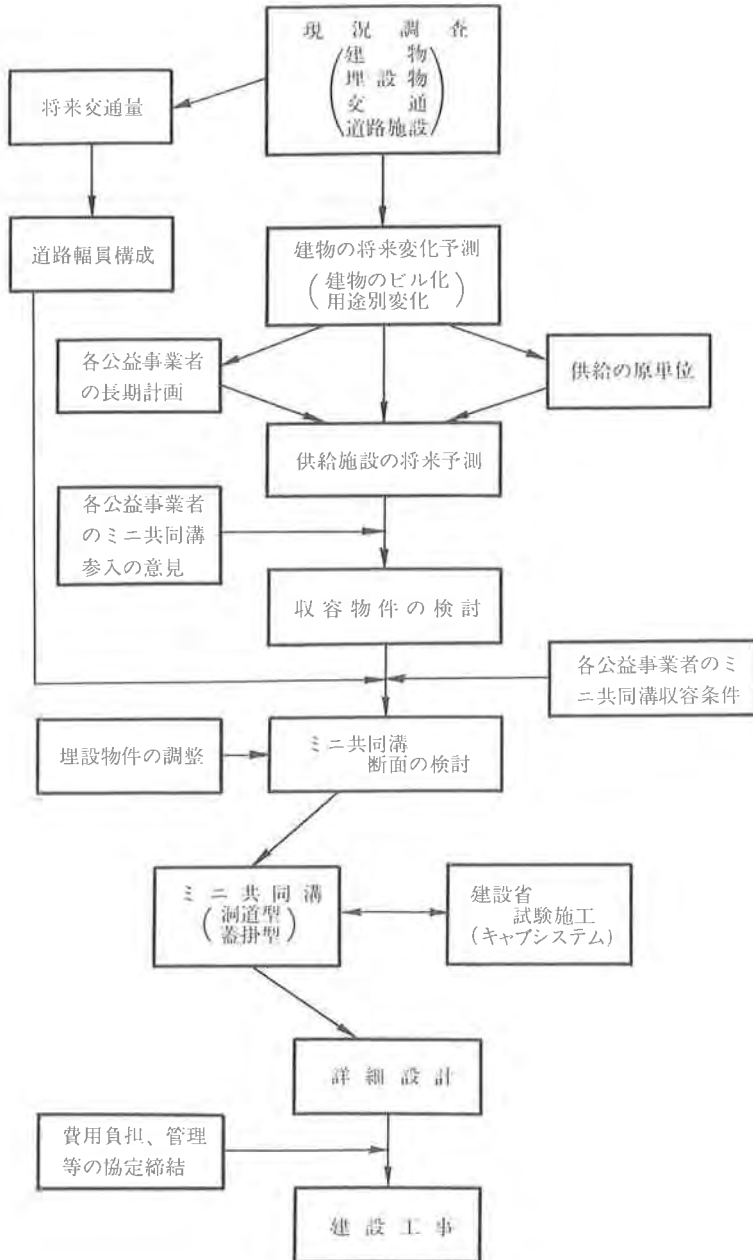 現況調査
(建物
埋設物
交通
道路施設)
将来交通量
道路幅員構成
建物の将来変化予測
(建物のビル化
用途別変化)
各公益事業者
の長期計画
供給の原単位
供給施設の将来予測
各公益事業者
のミニ共同溝
参入の意見
収容物件の検討
各公益事業者のミ
ニ共同溝収容条件
埋設物件の調整
ミニ共同溝
断面の検討
ミニ共同溝
(洞道型
蓋掛型)
建設省
試験施工
(キャブシステム)
詳細設計
費用負担、管理
等の協定締結
建設工事